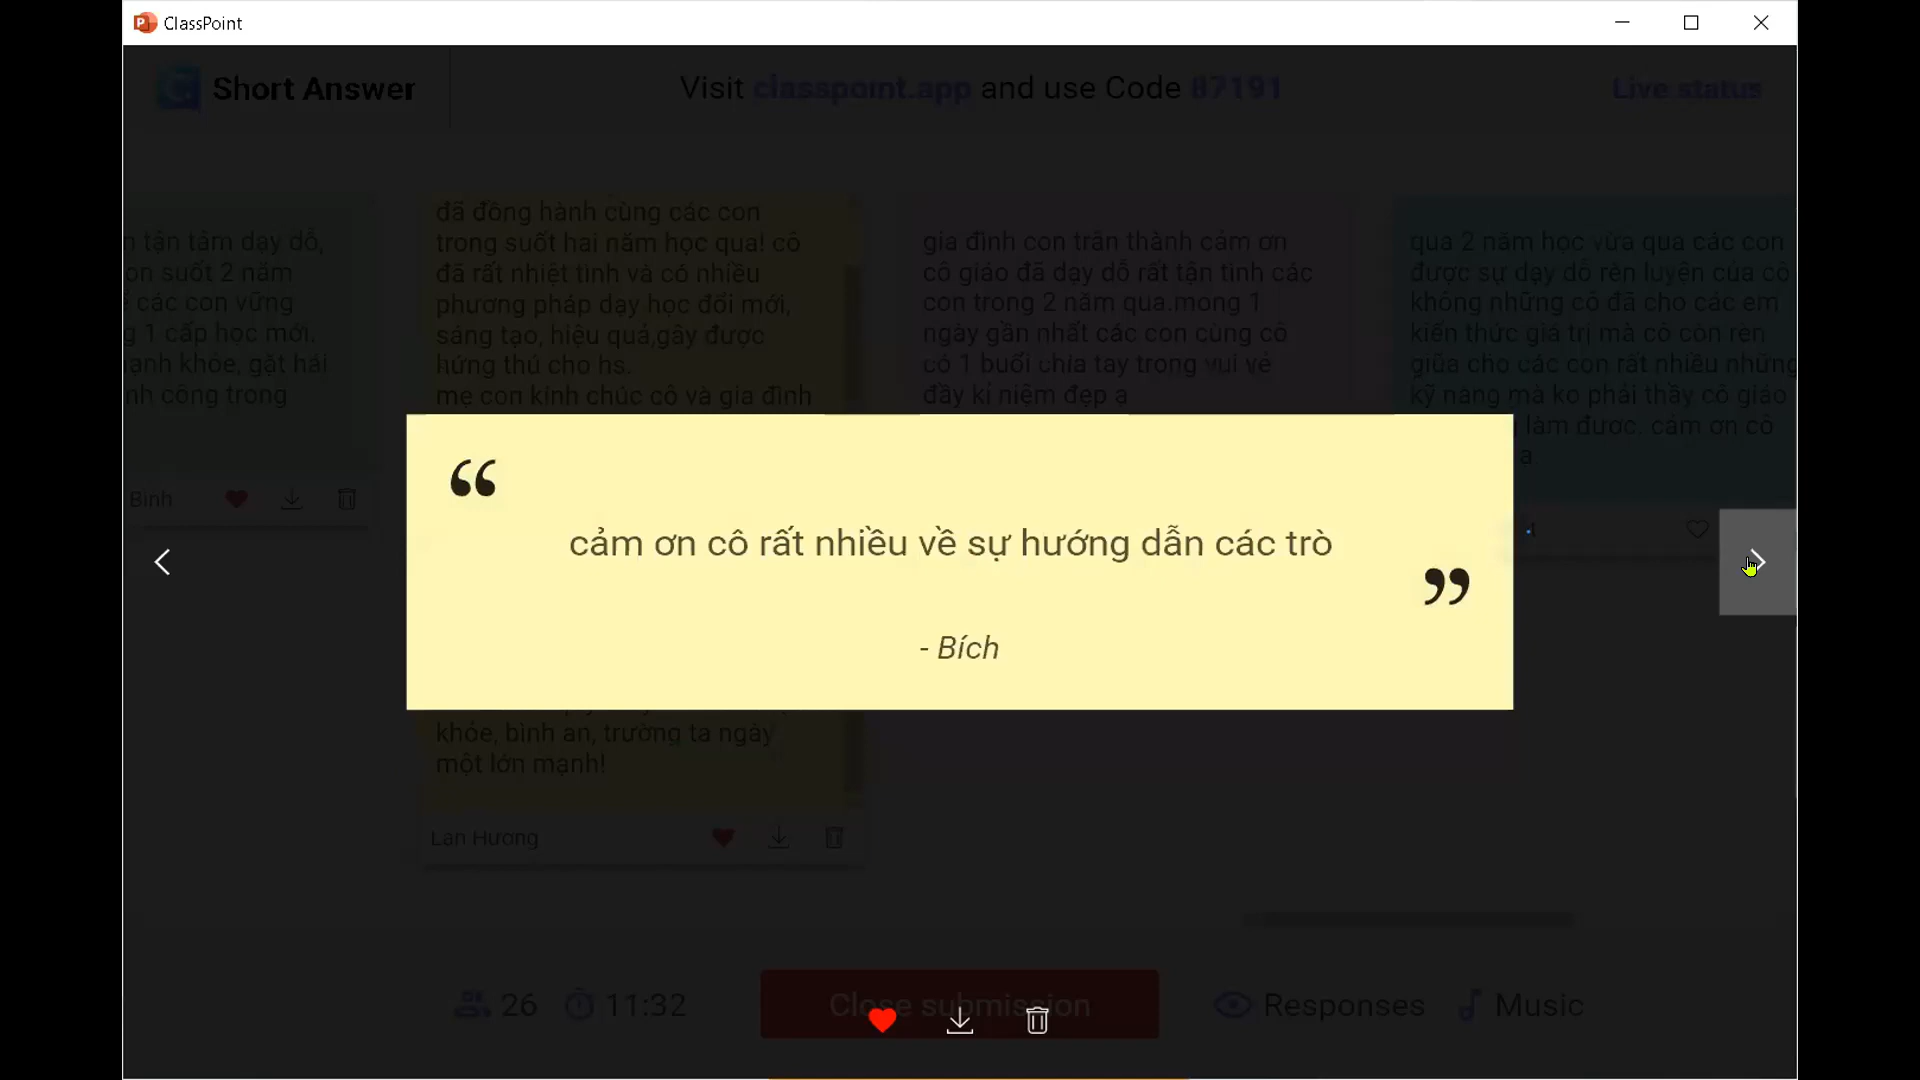 ClassPoint
Short Answer
Visit classpoint.app and use Code 87191
Live status
n tận tâm dạy dỗ,
on suốt 2 năm
các con vững
g 1 cấp học mới.
ạnh khỏe, gặt hái
nh công trong
Bình
đã đồng hành cùng các con
trong suốt hai năm học qua! cô
đã rất nhiệt tình và có nhiều
phương pháp dạy học đổi mới,
sáng tạo, hiệu quả,gây được
hứng thú cho hs.
mẹ con kính chúc cô và gia đình
khỏe, bình an, trường ta ngày
một lớn mạnh!
Lan Hương
gia đình con trân thành cảm ơn
cô giáo đã dạy dỗ rất tận tình các
con trong 2 năm qua.mong 1
ngày gần nhất các con cùng cô
có 1 buổi chia tay trong vui vẻ
đầy kỉ niệm đẹp ạ
qua 2 năm học vừa qua các con
được sự dạy dỗ rèn luyện của cô
không những cô đã cho các em
kiến thức giá trị mà cô còn rèn
giũa cho các con rất nhiều những
kỹ năng mà ko phải thầy cô giáo
làm được. cảm ơn cô
ạ.
“
cảm ơn cô rất nhiều về sự hướng dẫn các trò
”
- Bích
26
11:32
Close submission
Responses
Music